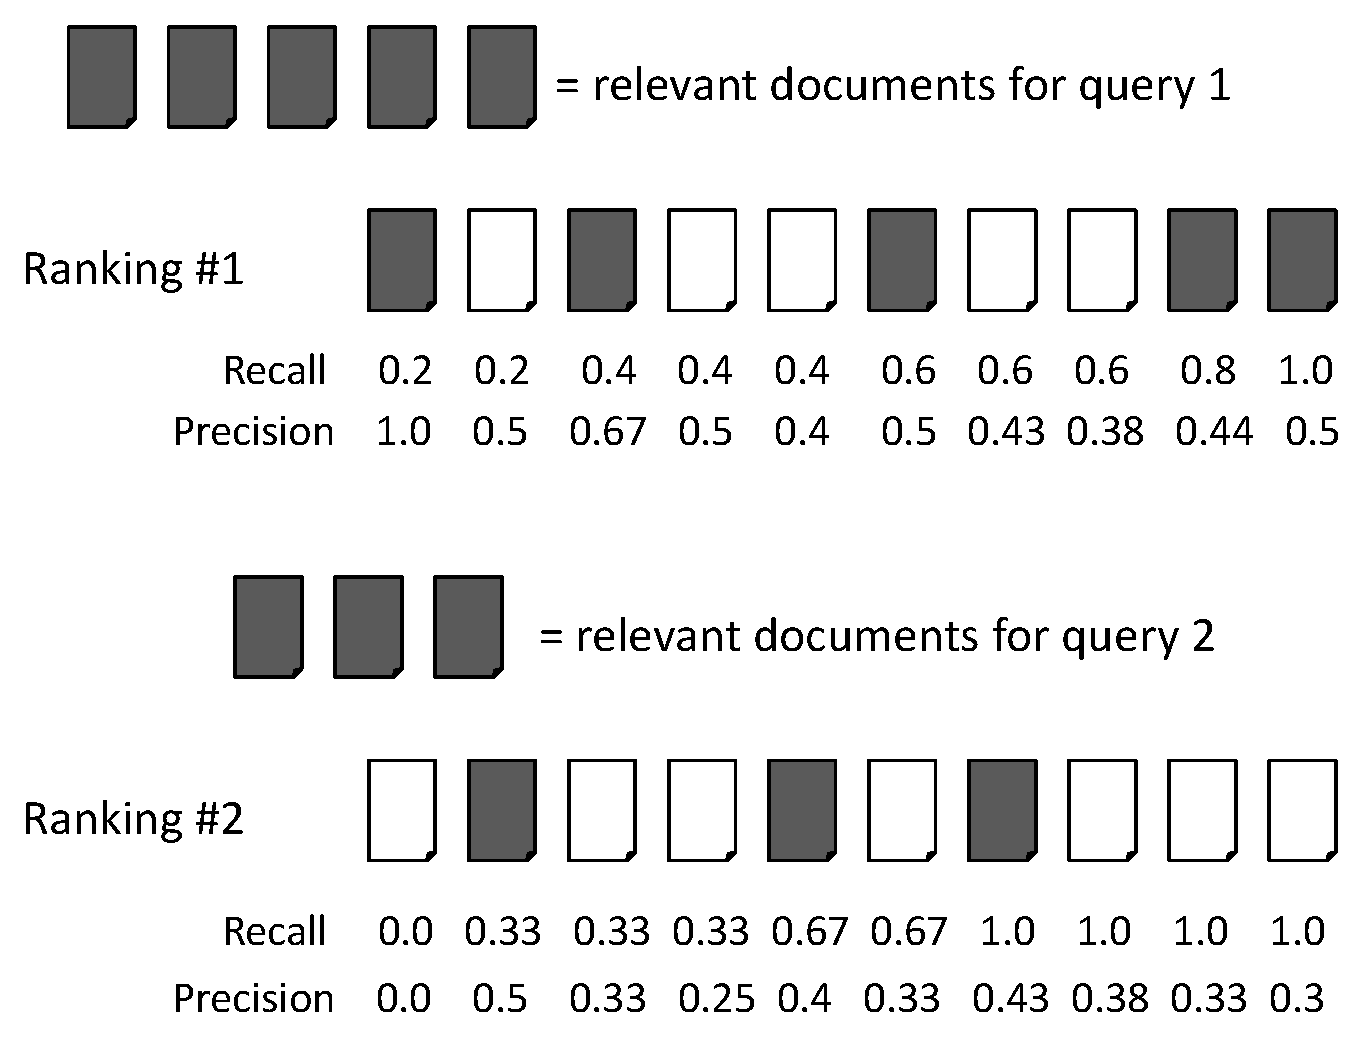 = relevant documents for query 1
Ranking #1
Recall 0.2 0.2 0.4 0.4 0.4 0.6 0.6 0.6 0.8 1.0
Precision 1.0 0.5 0.67 0.5 0.4 0.5 0.43 0.38 0.44 0.5
= relevant documents for query 2
Ranking #2
Recall 0.0 0.33 0.33 0.33 0.67 0.67 1.0 1.0 1.0 1.0
Precision 0.0 0.5 0.33 0.25 0.4 0.33 0.43 0.38 0.33 0.3